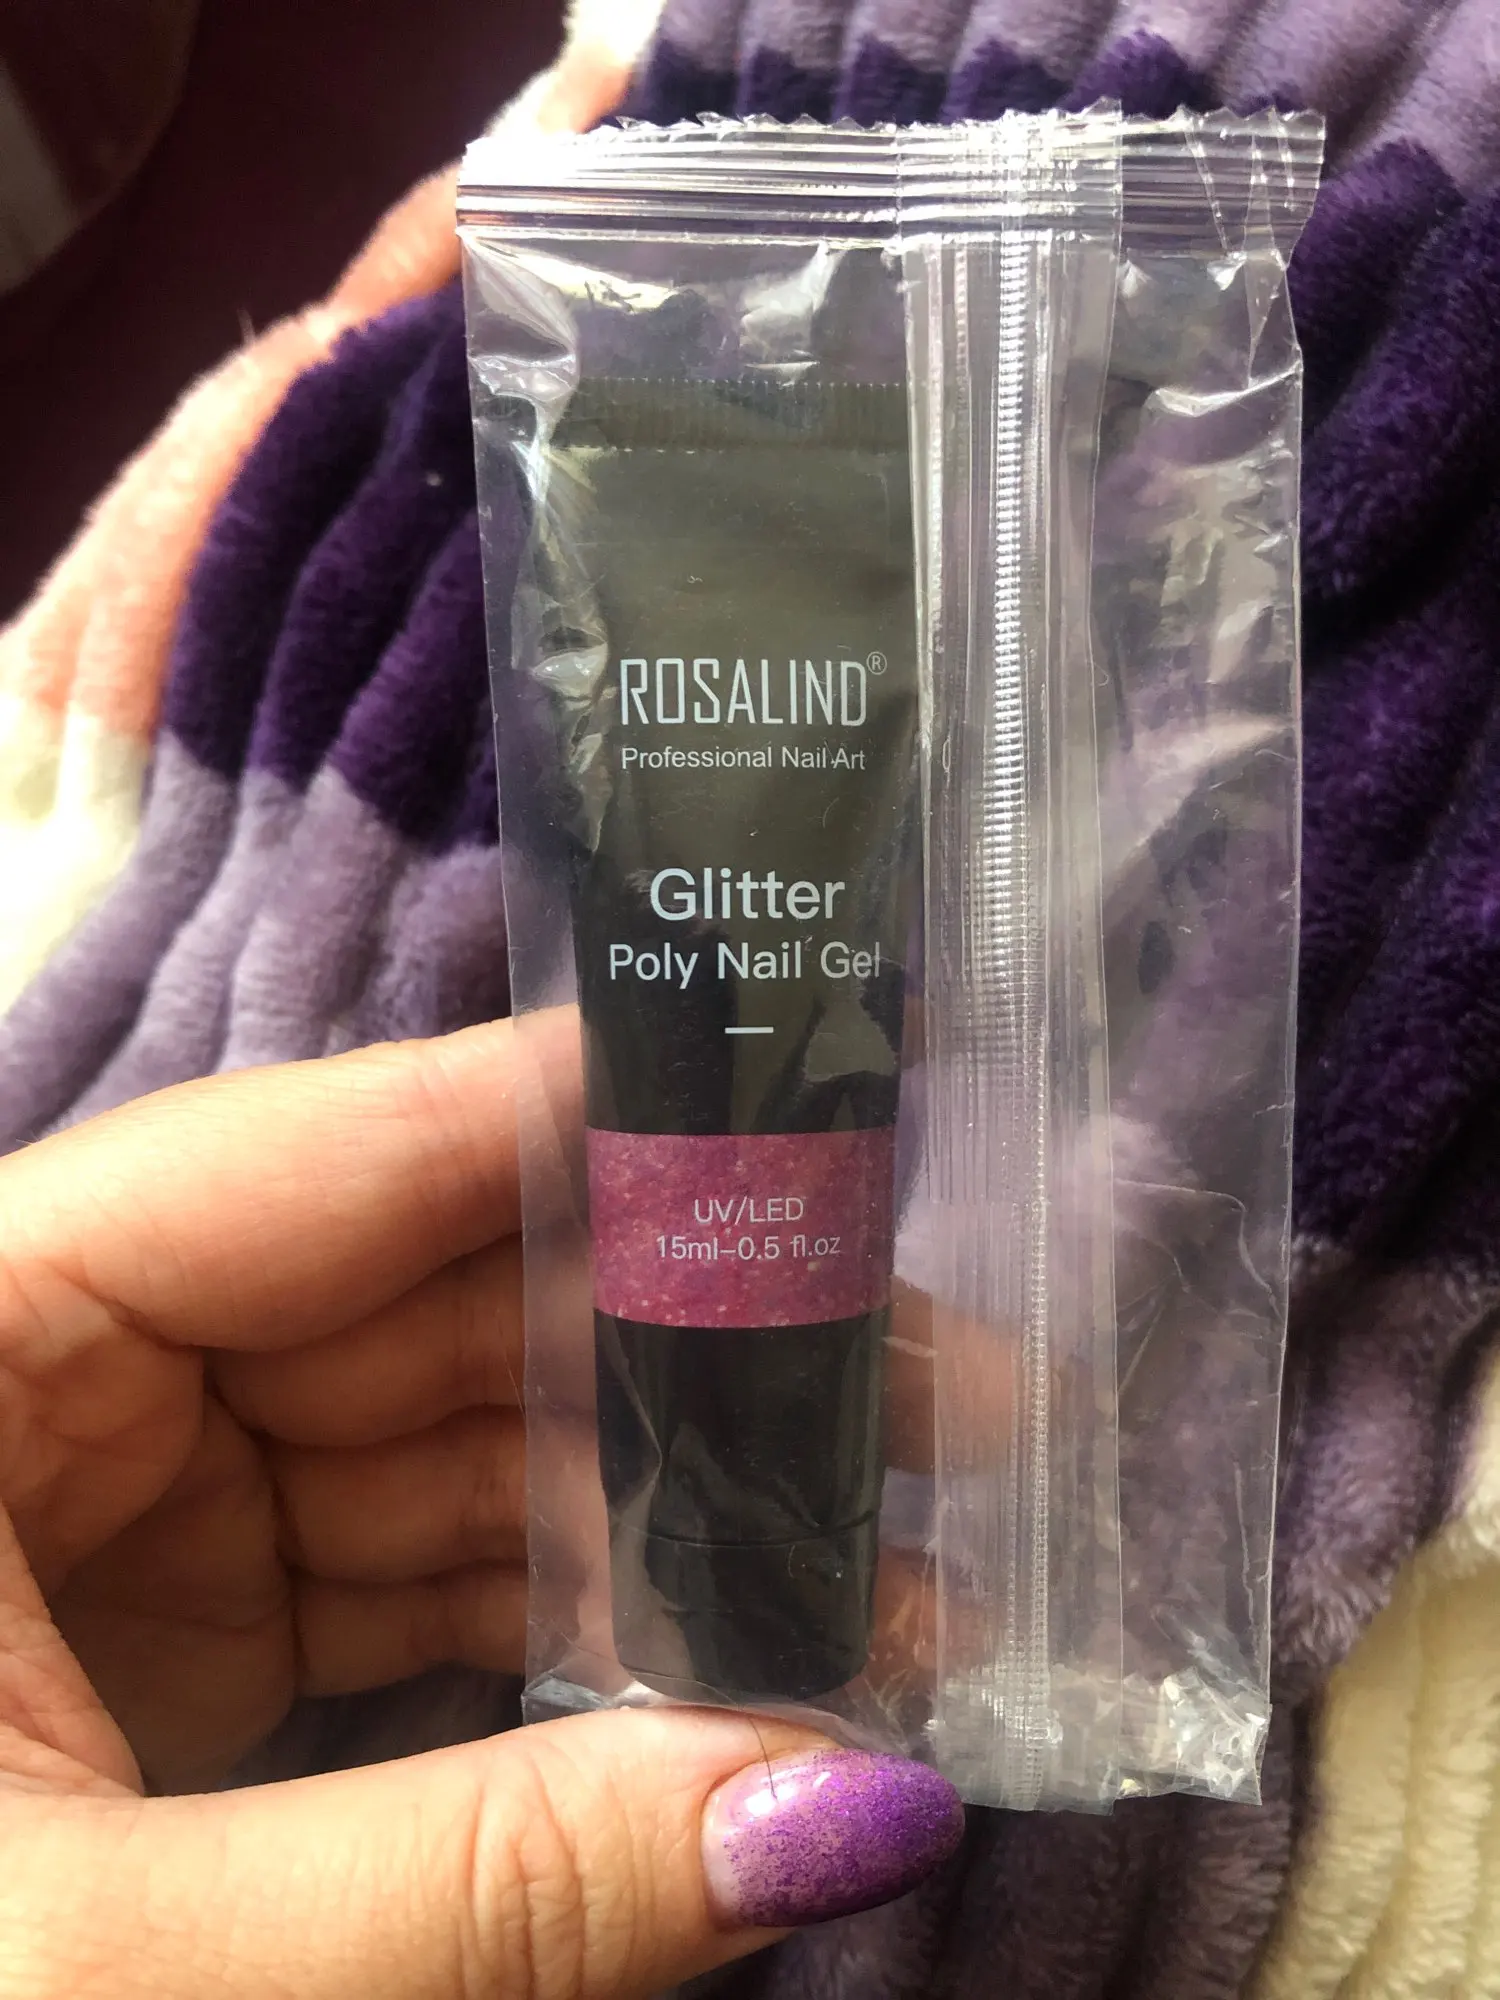 ROSALIND®
Professional Nail Art
Glitter
Poly Nail Gel
UV/LED
15ml-0.5 fl.oz